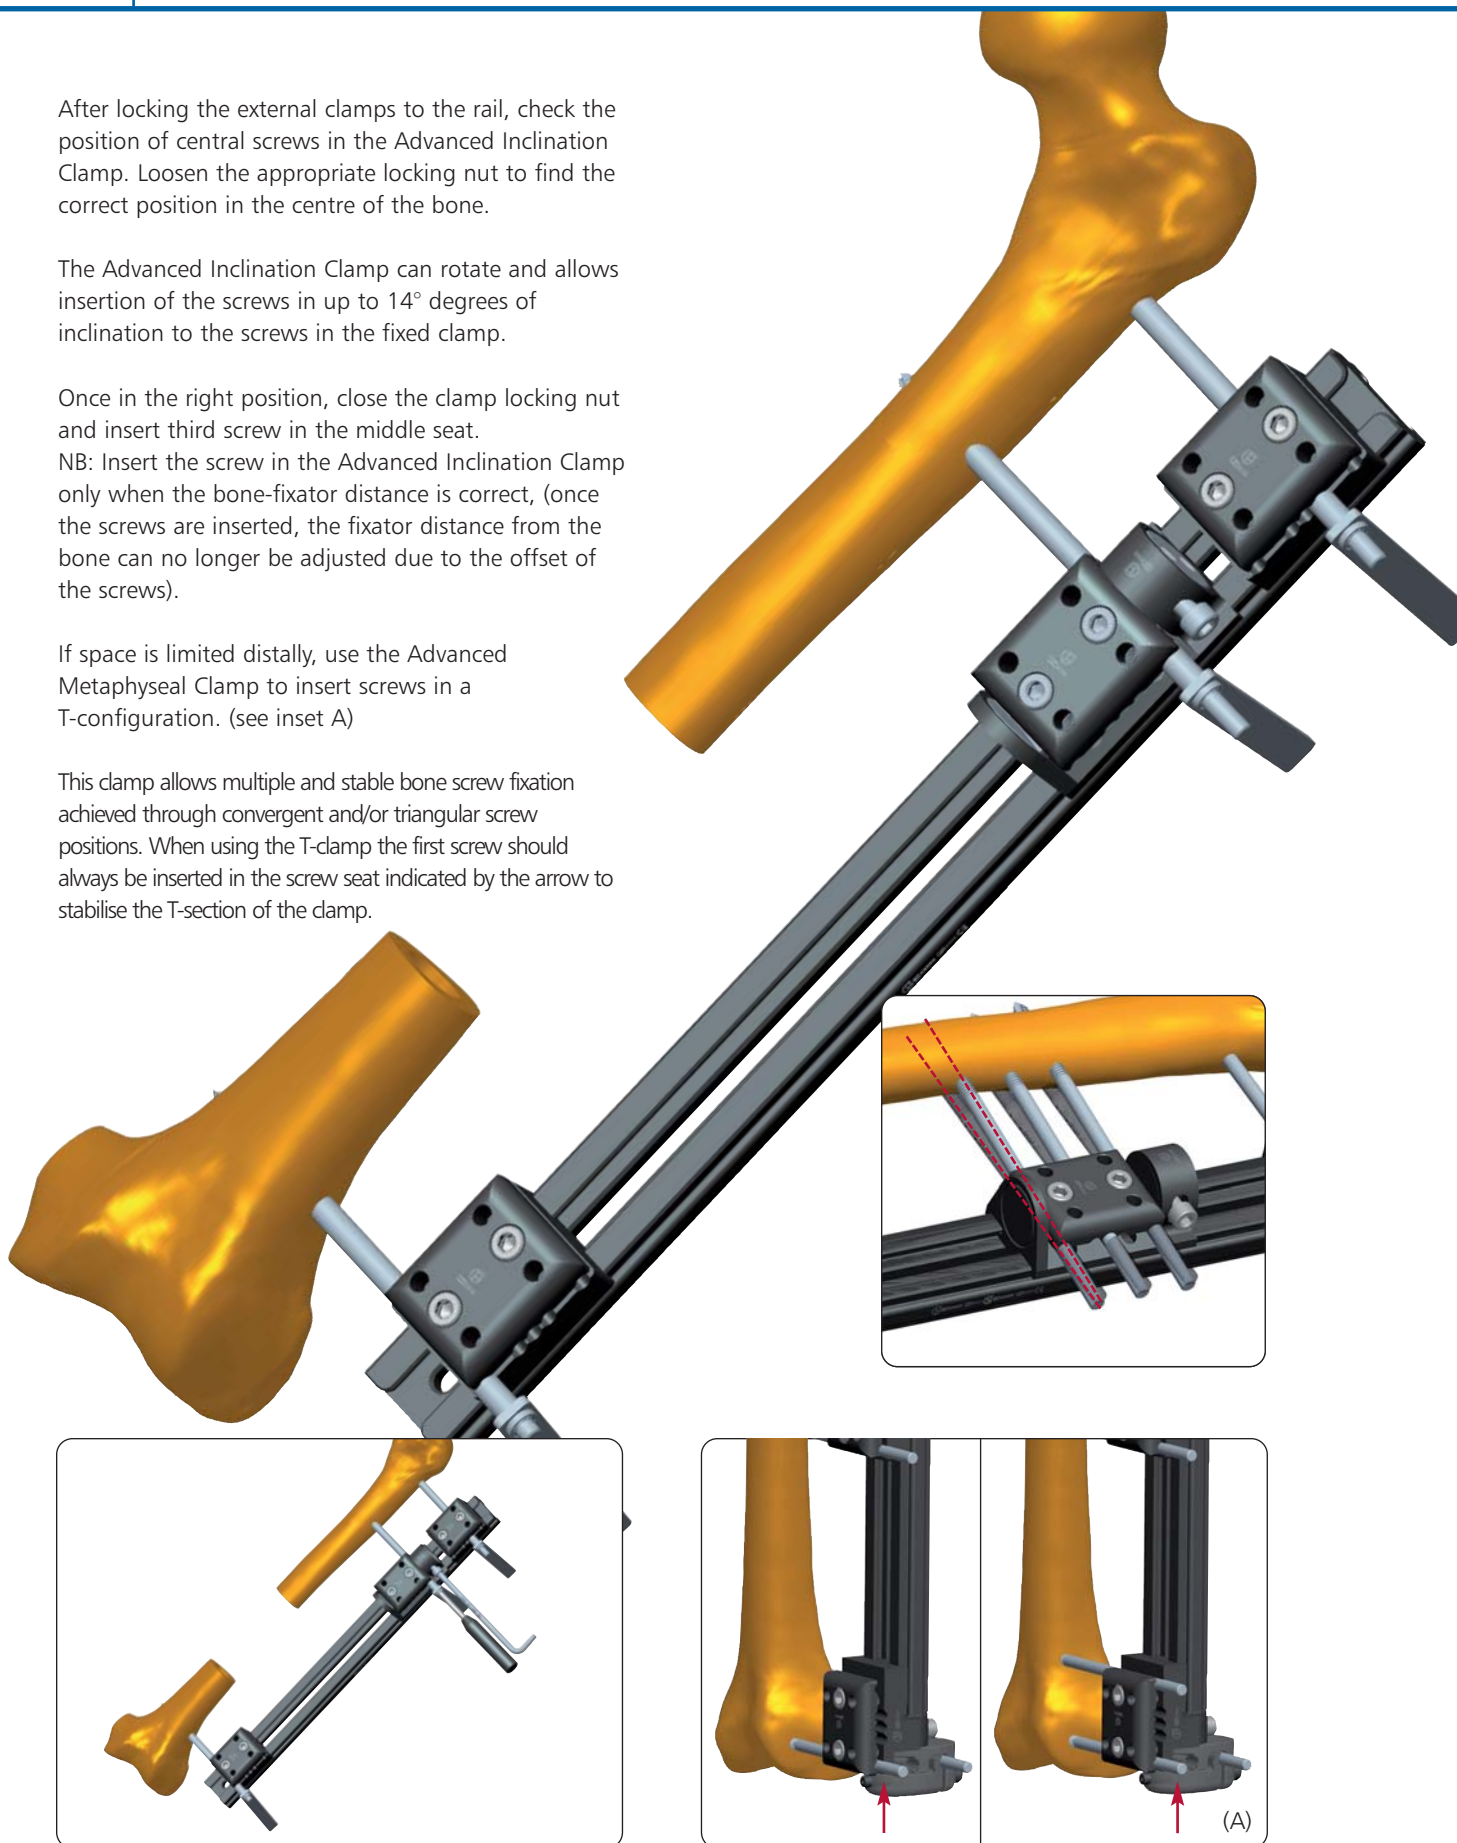 After locking the external clamps to the rail, check the
position of central screws in the Advanced Inclination
Clamp. Loosen the appropriate locking nut to find the
correct position in the centre of the bone.
The Advanced Inclination Clamp can rotate and allows
insertion of the screws in up to 14° degrees of
inclination to the screws in the fixed clamp.
Once in the right position, close the clamp locking nut
and insert third screw in the middle seat.
NB: Insert the screw in the Advanced Inclination Clamp
only when the bone-fixator distance is correct, (once
the screws are inserted, the fixator distance from the
bone can no longer be adjusted due to the offset of
the screws).
If space is limited distally, use the Advanced
Metaphyseal Clamp to insert screws in a
T-configuration. (see inset A)
This clamp allows multiple and stable bone screw fixation
achieved through convergent and/or triangular screw
positions. When using the T-clamp the first screw should
always be inserted in the screw seat indicated by the arrow to
stabilise the T-section of the clamp.
(A)